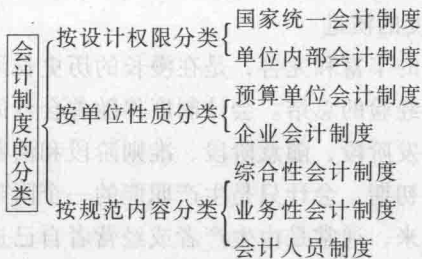 会计制度的分类
按设计权限分类
国家统一会计制度
单位内部会计制度
按单位性质分类
预算单位会计制度
企业会计制度
按规范内容分类
综合性会计制度
业务性会计制度
会计人员制度